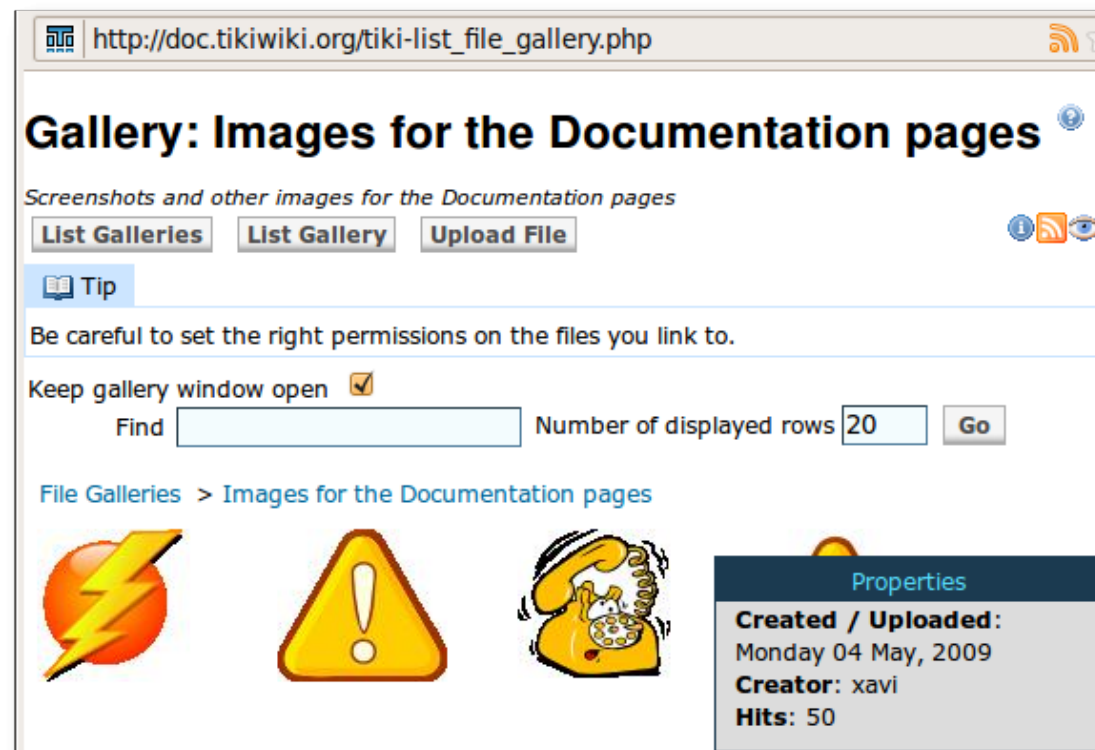 http://doc.tikiwiki.org/tiki-list_file_gallery.php
Gallery: Images for the Documentation pages
Screenshots and other images for the Documentation pages
List Galleries List Gallery Upload File
Tip
Be careful to set the right permissions on the files you link to.
Keep gallery window open
Find Number of displayed rows 20 Go
File Galleries > Images for the Documentation pages
Properties
Created / Uploaded:
Monday 04 May, 2009
Creator: xavi
Hits: 50